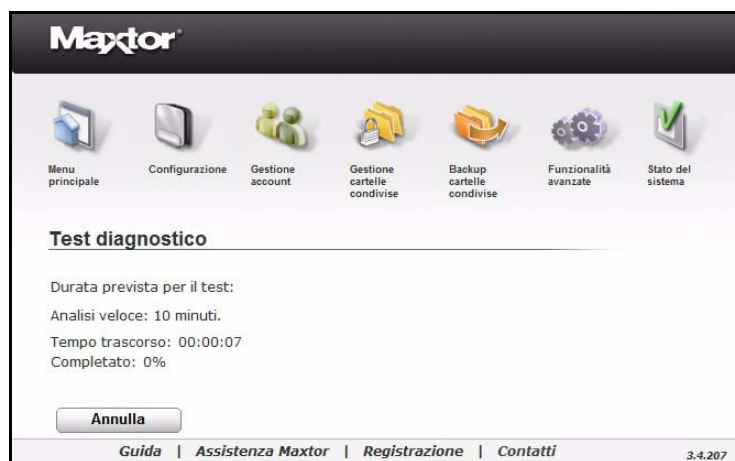 Maxtor
Menu principale
Configurazione
Gestione account
Gestione cartelle condivise
Backup cartelle condivise
Funzionalità avanzate
Stato del sistema
Test diagnostico
Durata prevista per il test:
Analisi veloce: 10 minuti.
Tempo trascorso: 00:00:07
Completato: 0%
Annulla
Guida | Assistenza Maxtor | Registrazione | Contatti
3.4.207